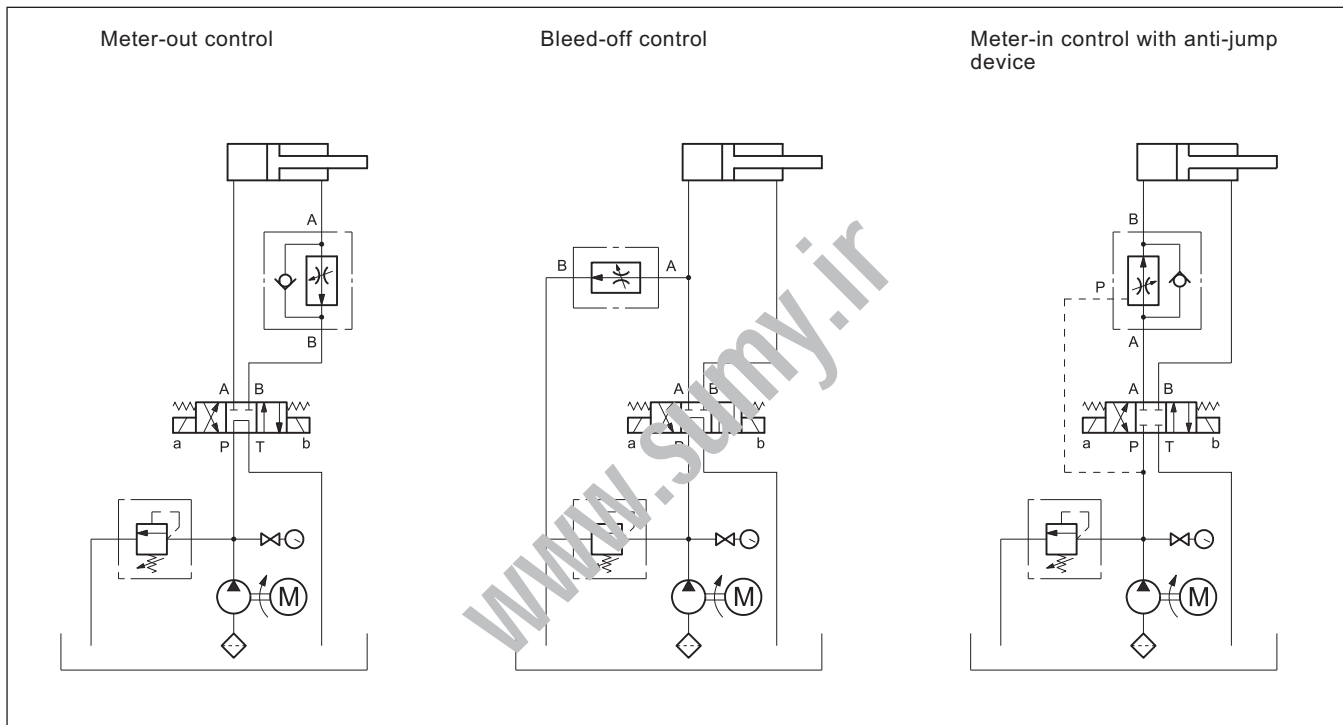 Meter-out control
Bleed-off control
Meter-in control with anti-jump
device
A
B
A B
a b
P T
M
B A
A B
a b
P
M
B
P
A
A B
a b
P T
M
www.sumy.ir